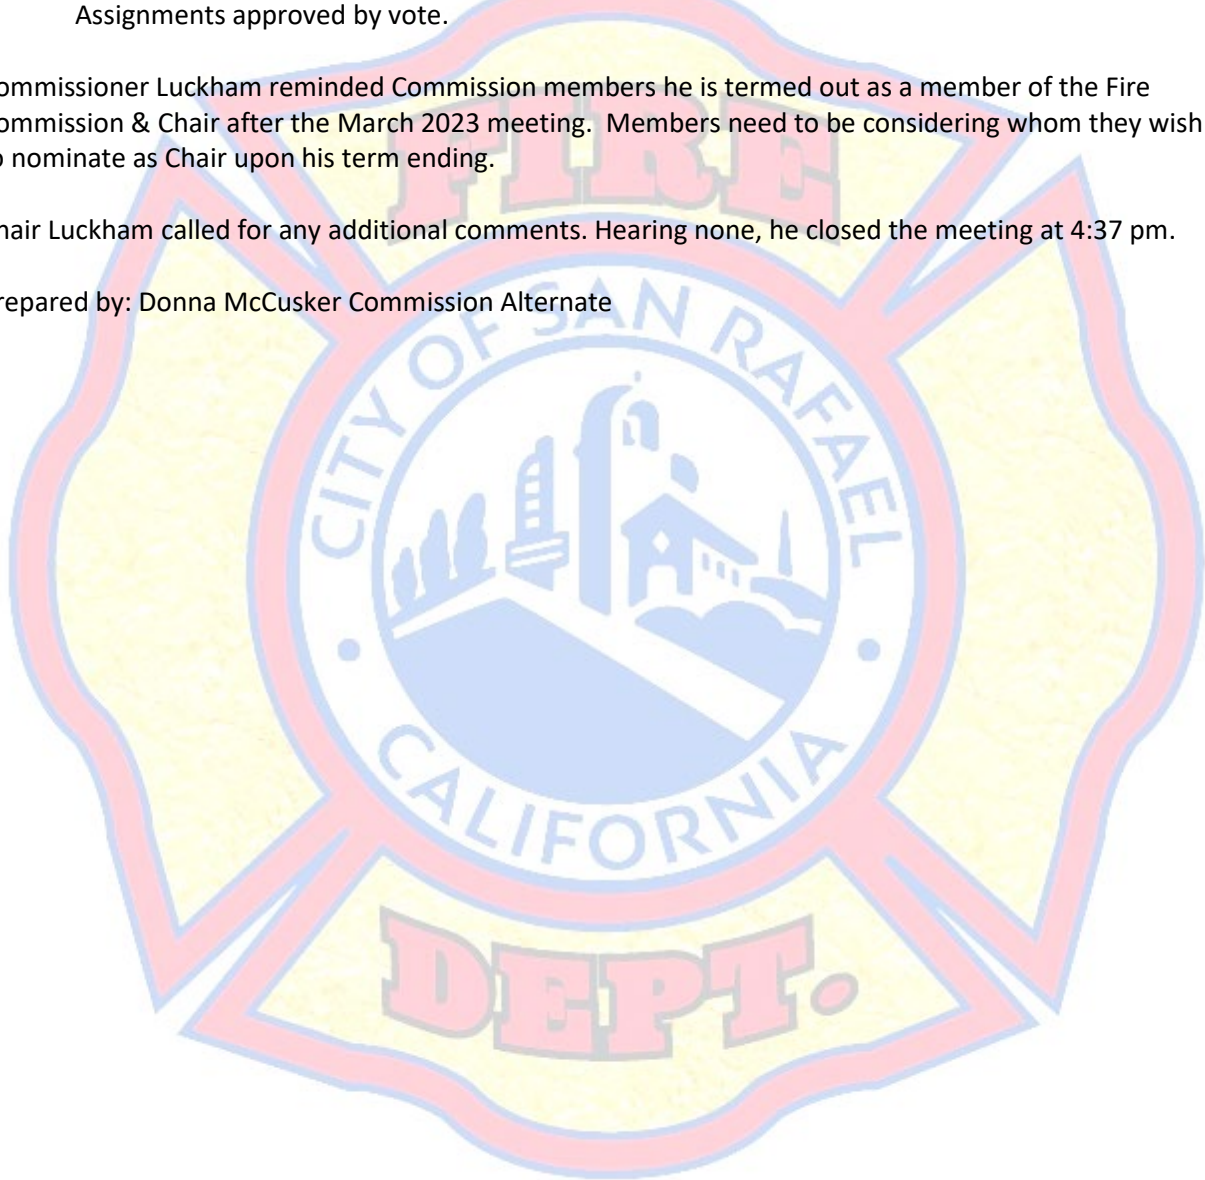 Assignments approved by vote.
ommissioner Luckham reminded Commission members he is termed out as a member of the Fire
ommission & Chair after the March 2023 meeting. Members need to be considering whom they wish
o nominate as Chair upon his term ending.
hair Luckham called for any additional comments. Hearing none, he closed the meeting at 4:37 pm.
repared by: Donna McCusker Commission Alternate
FIRE
CITY OF SAN RAFAEL
CALIFORNIA
DEPT.